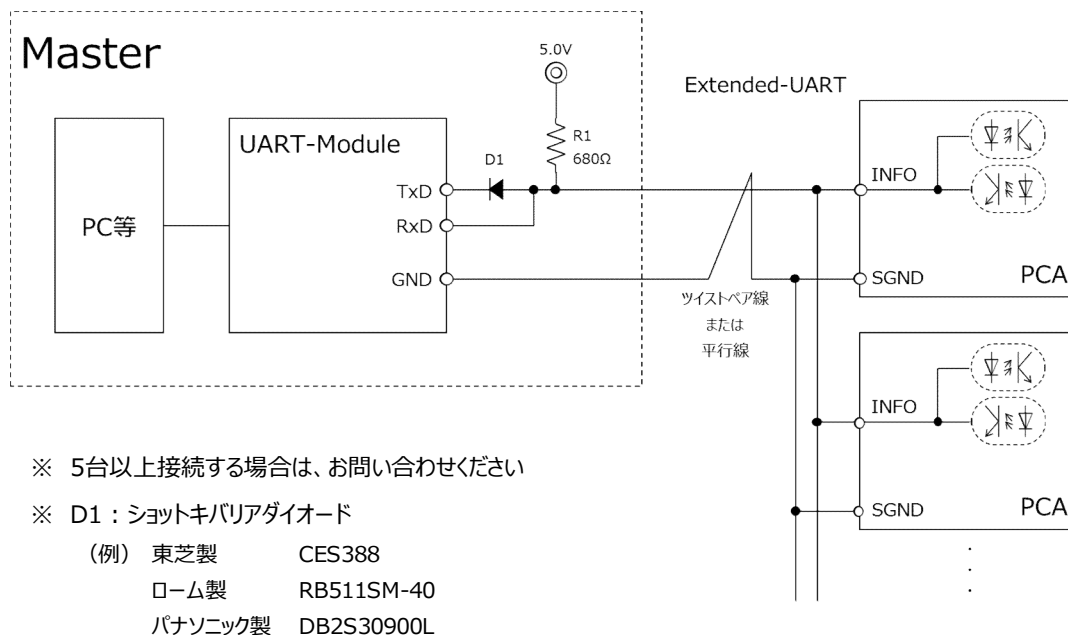 Master
5.0V
R1
680Ω
Extended-UART
PC等
UART-Module
TxD
RxD
GND
D1
ツイストペア線
または
平行線
INFO
SGND
PCA
INFO
SGND
PCA
※ 5台以上接続する場合は、お問い合わせください
※ D1：ショットキバリアダイオード
（例） 東芝製 CES388
ローム製 RB511SM-40
パナソニック製 DB2S30900L